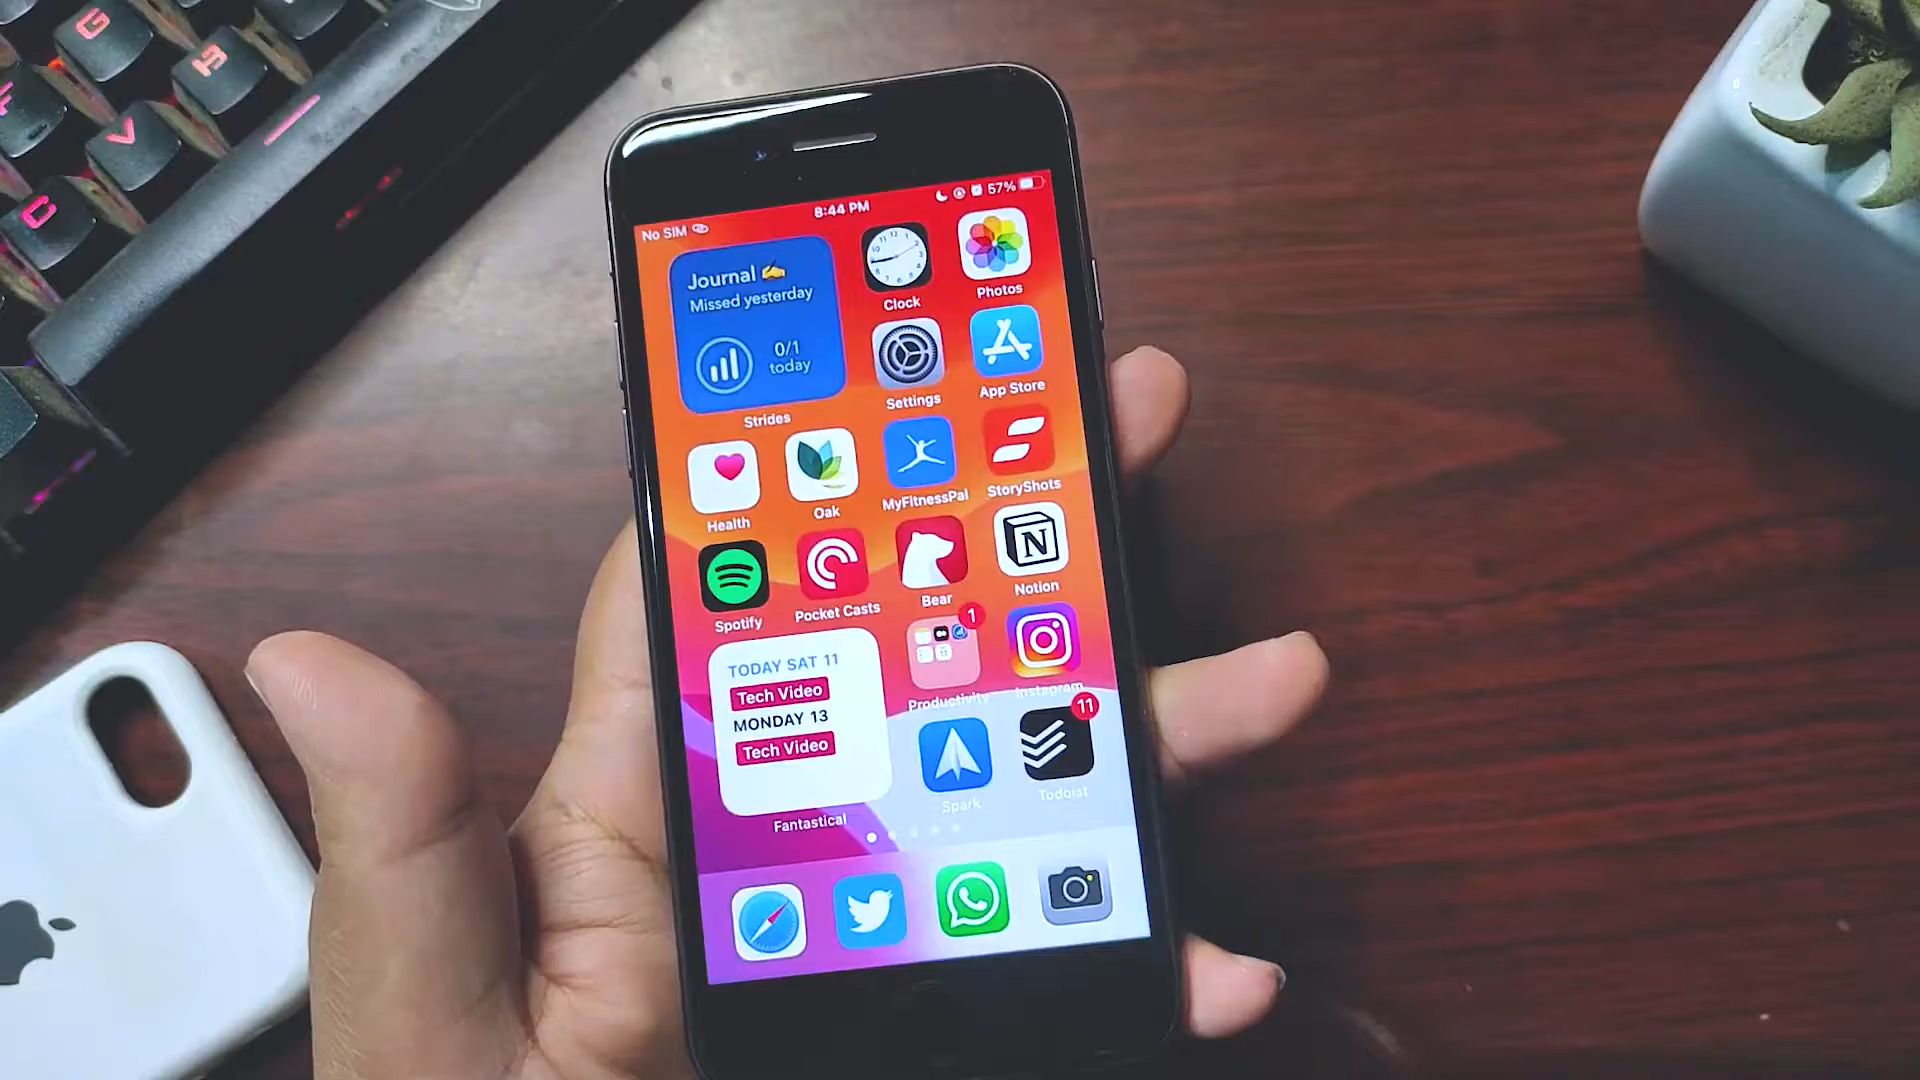 G
B
V
C
No SIM
8:44 PM
57%
Journal ✍️
Missed yesterday
0/1
today
Strides
Clock
Photos
Settings
App Store
Health
Oak
MyFitnessPal
StoryShots
Spotify
Pocket Casts
Bear
N
Notion
TODAY SAT 11
Tech Video
MONDAY 13
Tech Video
Fantastical
1
Productivity
Instagram
Spark
11
Todoist